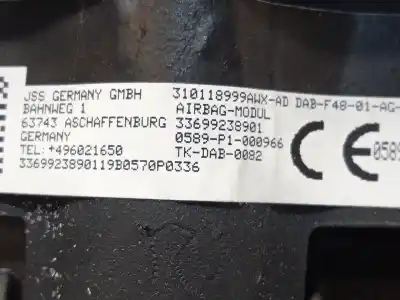 JSS GERMANY GMBH
BAHNWEG 1
63743 ASCHAFFENBURG
GERMANY
TEL: +496021650
3369923890119B0570P0336
310118999AWX-AD DAB-F48-01-AG-
AIRBAG-MODUL
33699238901
0589-P1-000966
TK-DAB-0082
CE 0589